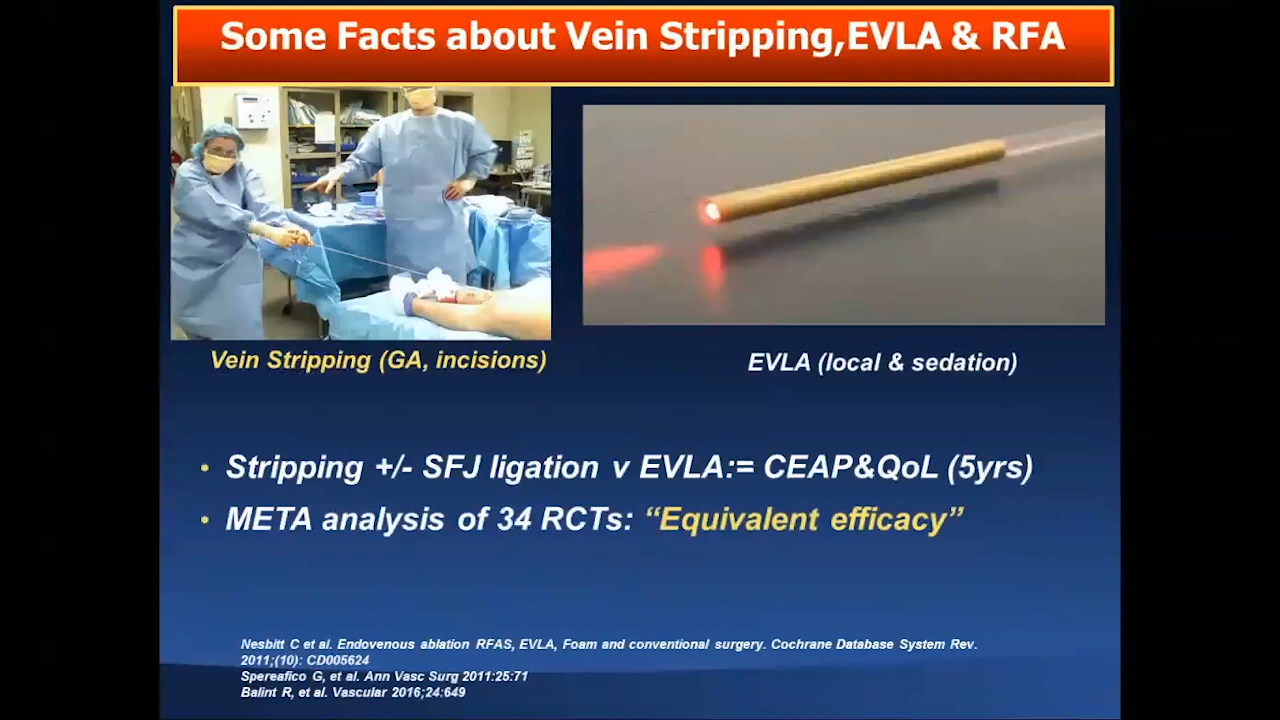 Some Facts about Vein Stripping,EVLA & RFA
Vein Stripping (GA, incisions)
EVLA (local & sedation)
• Stripping +/- SFJ ligation v EVLA:= CEAP&QoL (5yrs)
• META analysis of 34 RCTs: “Equivalent efficacy”
Nesbitt C et al. Endovenous ablation RFAS, EVLA, Foam and conventional surgery. Cochrane Database System Rev.
2011;(10): CD005624
Spereafico G, et al. Ann Vasc Surg 2011:25:71
Balint R, et al. Vascular 2016;24:649